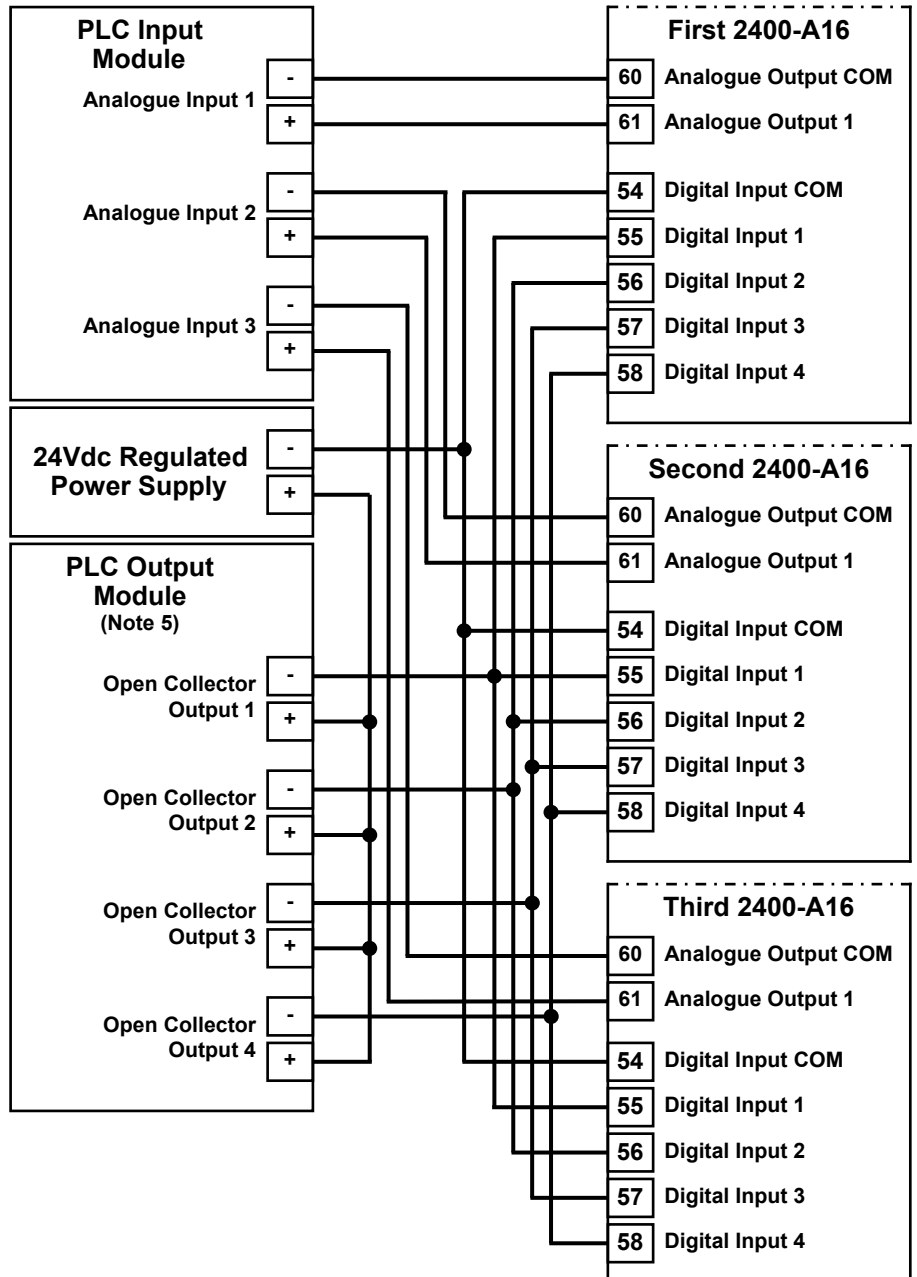 PLC Input
Module
Analogue Input 1
-
+
Analogue Input 2
-
+
Analogue Input 3
-
+
24Vdc Regulated
Power Supply
-
+
PLC Output
Module
(Note 5)
Open Collector
Output 1
-
+
Open Collector
Output 2
-
+
Open Collector
Output 3
-
+
Open Collector
Output 4
-
+
First 2400-A16
60 Analogue Output COM
61 Analogue Output 1
54 Digital Input COM
55 Digital Input 1
56 Digital Input 2
57 Digital Input 3
58 Digital Input 4
Second 2400-A16
60 Analogue Output COM
61 Analogue Output 1
54 Digital Input COM
55 Digital Input 1
56 Digital Input 2
57 Digital Input 3
58 Digital Input 4
Third 2400-A16
60 Analogue Output COM
61 Analogue Output 1
54 Digital Input COM
55 Digital Input 1
56 Digital Input 2
57 Digital Input 3
58 Digital Input 4